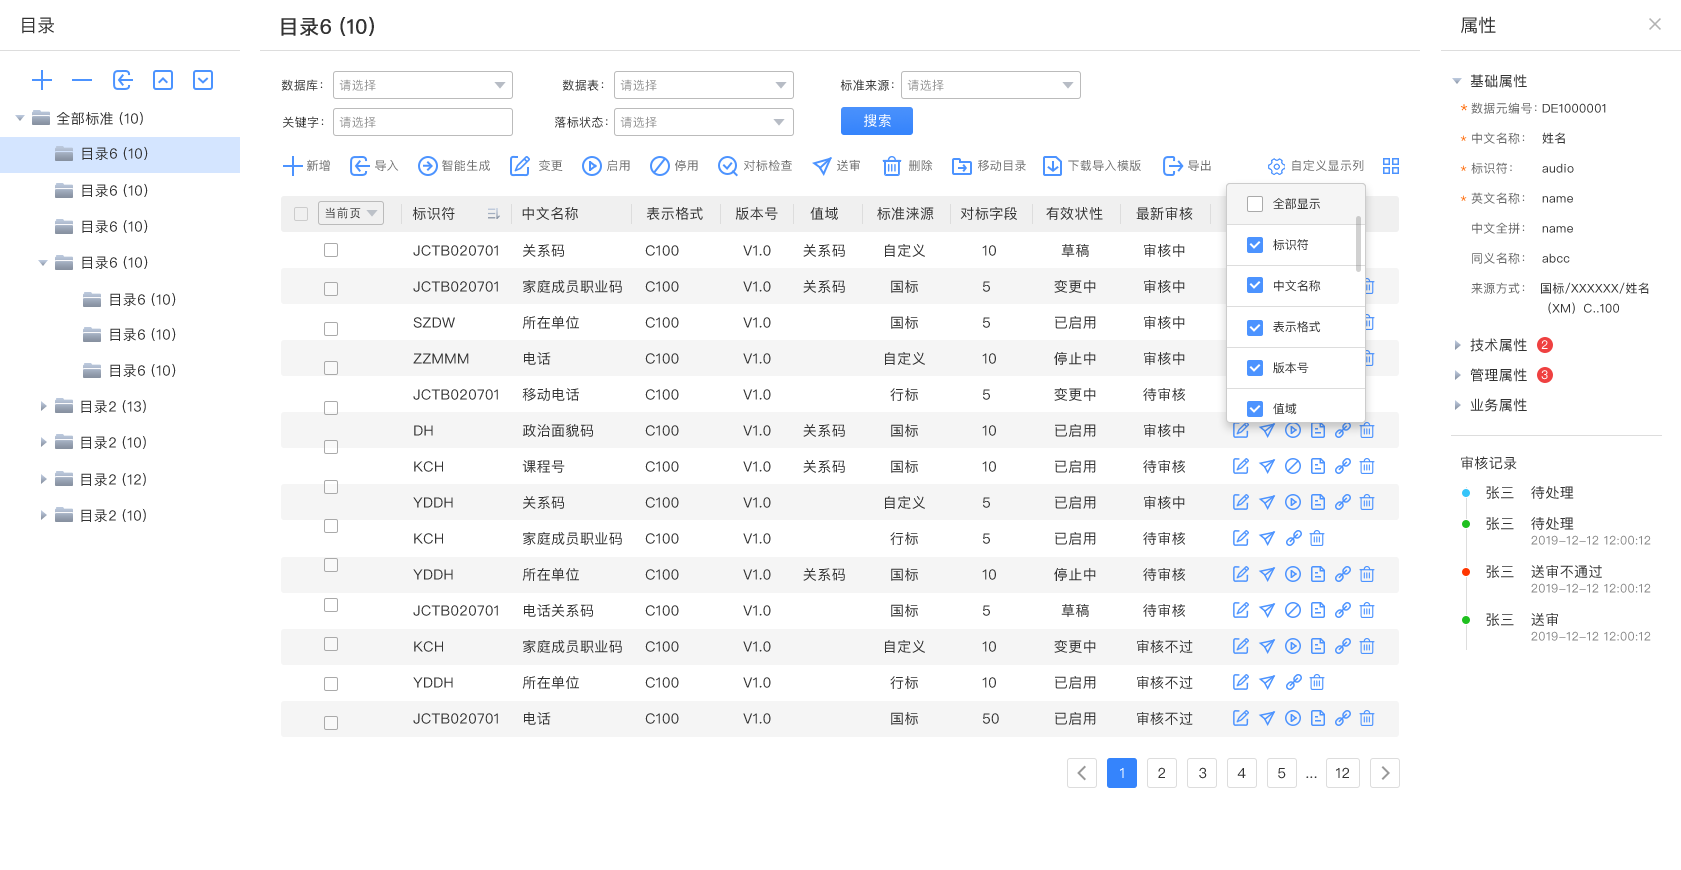 目录
全部标准 (10)
目录6 (10)
目录6 (10)
目录6 (10)
目录6 (10)
目录6 (10)
目录6 (10)
目录6 (10)
目录2 (13)
目录2 (10)
目录2 (12)
目录2 (10)
目录6 (10)
数据库： 请选择 数据表： 请选择 标准来源： 请选择
关键字： 请选择 落标状态： 请选择 搜索
新增 导入 智能生成 变更 启用 停用 对标检查 送审 删除 移动目录 下载导入模版 导出 自定义显示列
当前页 标识符 中文名称 表示格式 版本号 值域 标准涞源 对标字段 有效状性 最新审核
JCTB020701 关系码 C100 V1.0 关系码 自定义 10 草稿 审核中
JCTB020701 家庭成员职业码 C100 V1.0 关系码 国标 5 变更中 审核中
SZDW 所在单位 C100 V1.0 国标 5 已启用 审核中
ZZMMM 电话 C100 V1.0 自定义 10 停止中 审核中
JCTB020701 移动电话 C100 V1.0 行标 5 变更中 待审核
DH 政治面貌码 C100 V1.0 关系码 国标 10 已启用 审核中
KCH 课程号 C100 V1.0 关系码 国标 10 已启用 待审核
YDDH 关系码 C100 V1.0 自定义 5 已启用 审核中
KCH 家庭成员职业码 C100 V1.0 行标 5 已启用 待审核
YDDH 所在单位 C100 V1.0 关系码 国标 10 停止中 待审核
JCTB020701 电话关系码 C100 V1.0 国标 5 草稿 待审核
KCH 家庭成员职业码 C100 V1.0 自定义 10 变更中 审核不过
YDDH 所在单位 C100 V1.0 行标 10 已启用 审核不过
JCTB020701 电话 C100 V1.0 国标 50 已启用 审核不过
全部显示
标识符
中文名称
表示格式
版本号
值域
1 2 3 4 5 ... 12
属性
基础属性
*数据元编号：DE1000001
*中文名称： 姓名
*标识符： audio
*英文名称： name
中文全拼： name
同义名称： abcc
来源方式： 国标/XXXXXX/姓名
（XM）C..100
技术属性 2
管理属性 3
业务属性
审核记录
张三 待处理
张三 待处理
2019-12-12 12:00:12
张三 送审不通过
2019-12-12 12:00:12
张三 送审
2019-12-12 12:00:12